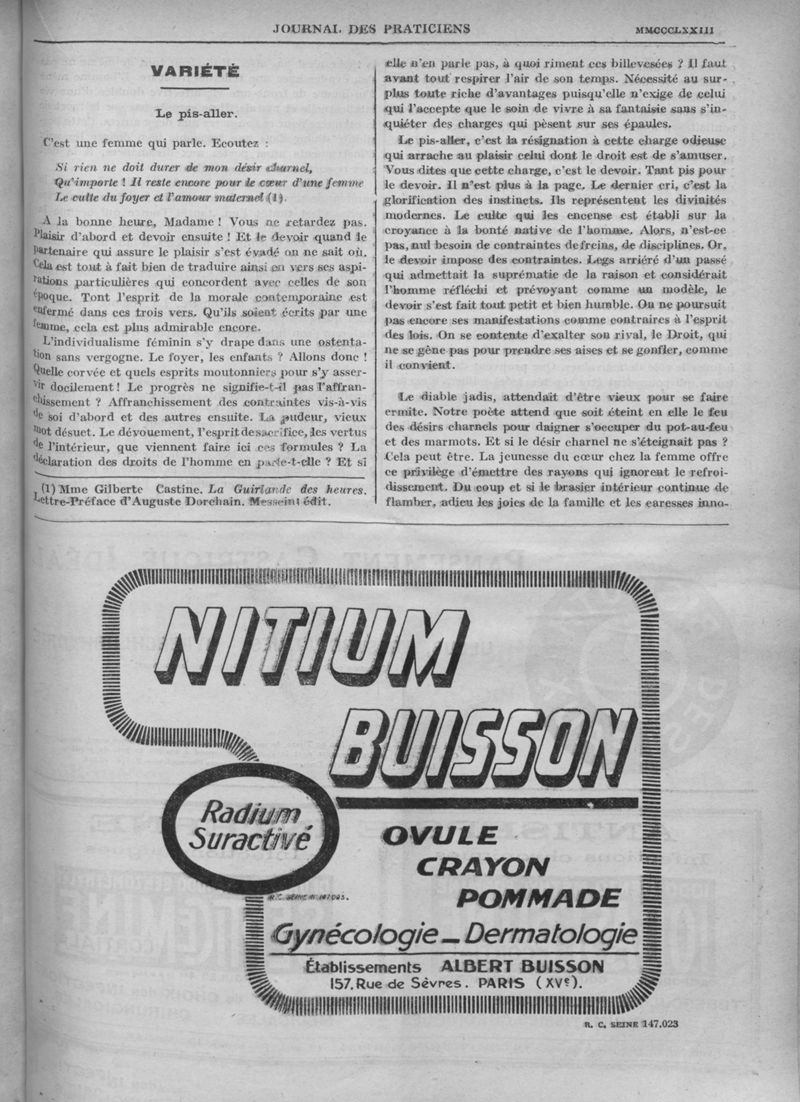 JOURNAL DES PRATICIENS
MMCCCLXXIII
VARIÉTÉ
Le pis-aller.
C'est une femme qui parle. Ecoutez :
Si rien ne doit durer de mon désir charnel,
Qu'importe ! Il reste encore pour le cœur d'une femme
Le culte du foyer et l'amour maternel (1).
A la bonne heure, Madame ! Vous ne retardez pas.
Plaisir d'abord et devoir ensuite ! Et le devoir quand le
partenaire qui assure le plaisir s'est évadé on ne sait où.
Cela est tout à fait bien de traduire ainsi en vers ses aspi-
rations particulières qui concordent avec celles de son
époque. Tont l'esprit de la morale contemporaine est
enfermé dans ces trois vers. Qu'ils soient écrits par une
femme, cela est plus admirable encore.
L'individualisme féminin s'y drape dans une ostenta-
tion sans vergogne. Le foyer, les enfants ? Allons donc !
Quelle corvée et quels esprits moutonniers pour s'y asser-
vir docilement ! Le progrès ne signifie-t-il pas l'affran-
chissement ? Affranchissement des contraintes vis-à-vis
de soi d'abord et des autres ensuite. La pudeur, vieux
mot désuet. Le dévouement, l'esprit de sacrifice, les vertus
de l'intérieur, que viennent faire ici ces formules ? La
déclaration des droits de l'homme en parle-t-elle ? Et si
(1) Mme Gilberte Castine. La Guirlande des heures.
Lettre-Préface d'Auguste Dorchain. Messeint édit.
elle n'en parle pas, à quoi riment ces billevesées ? Il faut
avant tout respirer l'air de son temps. Nécessité au sur-
plus toute riche d'avantages puisqu'elle n'exige de celui
qui l'accepte que le soin de vivre à sa fantaisie sans s'in-
quiéter des charges qui pèsent sur ses épaules.
Le pis-aller, c'est la résignation à cette charge odieuse
qui arrache au plaisir celui dont le droit est de s'amuser.
Vous dites que cette charge, c'est le devoir. Tant pis pour
le devoir. Il n'est plus à la page. Le dernier cri, c'est la
glorification des instincts. Ils représentent les divinités
modernes. Le culte qui les encense est établi sur la
croyance à la bonté native de l'homme. Alors, n'est-ce
pas, nul besoin de contraintes de freins, de disciplines. Or,
le devoir impose des contraintes. Legs arriéré d'un passé
qui admettait la suprématie de la raison et considérait
l'homme réfléchi et prévoyant comme un modèle, le
devoir s'est fait tout petit et bien humble. On ne poursuit
pas encore ses manifestations comme contraires à l'esprit
des lois. On se contente d'exalter son rival, le Droit, qui
ne se gêne pas pour prendre ses aises et se gonfler, comme
il convient.
Le diable jadis, attendait d'être vieux pour se faire
ermite. Notre poète attend que soit éteint en elle le feu
des désirs charnels pour daigner s'occuper du pot-au-feu
et des marmots. Et si le désir charnel ne s'éteignait pas ?
Cela peut être. La jeunesse du cœur chez la femme offre
ce privilège d'émettre des rayons qui ignorent le refroi-
dissement. Du coup et si le brasier intérieur continue de
flamber, adieu les joies de la famille et les caresses inno-
NITIUM
BUISSON
Radium
Suractivé
OVULE
CRAYON
POMMADE
Gynécologie - Dermatologie
Établissements ALBERT BUISSON
157, Rue de Sèvres. PARIS (XVe).
R. C. SEINE 147.023